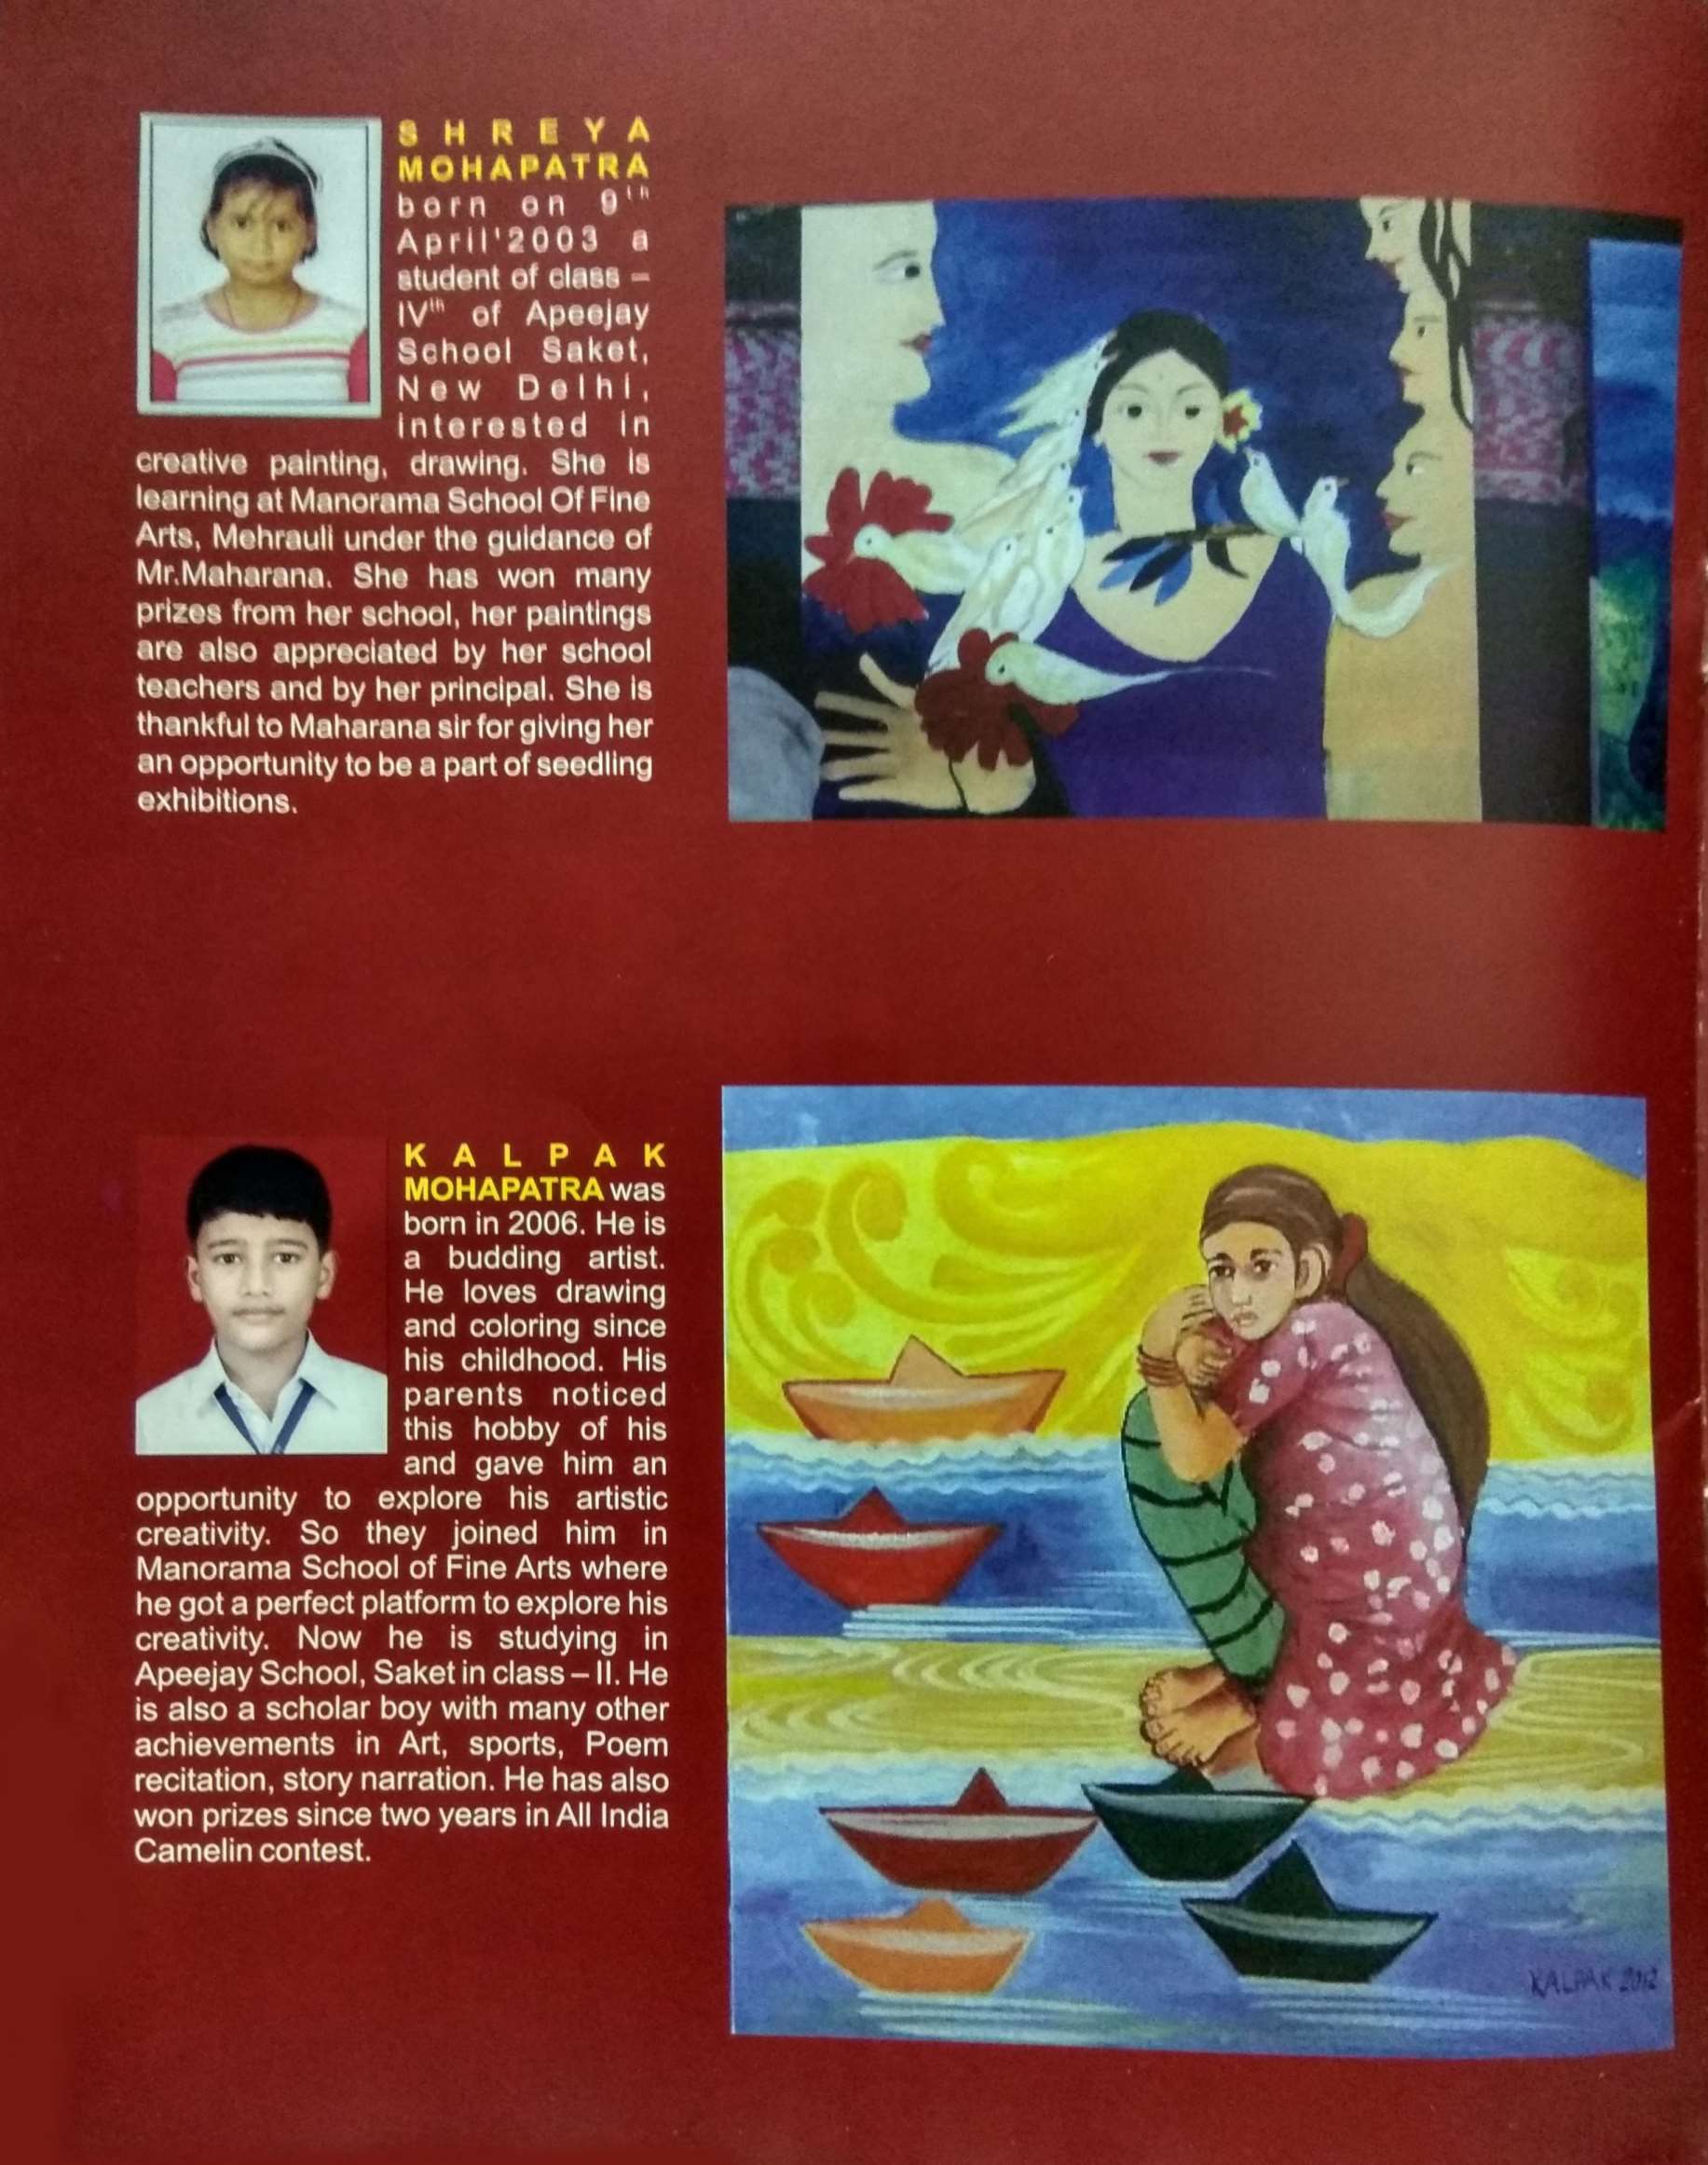 SHREYA
MOHAPATRA
born on 9th
April'2003 a
student of class –
IVth of Apeejay
School Saket,
New Delhi,
interested in
creative painting, drawing. She is
learning at Manorama School Of Fine
Arts, Mehrauli under the guidance of
Mr.Maharana. She has won many
prizes from her school, her paintings
are also appreciated by her school
teachers and by her principal. She is
thankful to Maharana sir for giving her
an opportunity to be a part of seedling
exhibitions.
KALPAK
MOHAPATRA was
born in 2006. He is
a budding artist.
He loves drawing
and coloring since
his childhood. His
parents noticed
this hobby of his
and gave him an
opportunity to explore his artistic
creativity. So they joined him in
Manorama School of Fine Arts where
he got a perfect platform to explore his
creativity. Now he is studying in
Apeejay School, Saket in class – II. He
is also a scholar boy with many other
achievements in Art, sports, Poem
recitation, story narration. He has also
won prizes since two years in All India
Camelin contest.
KALPAK 2012